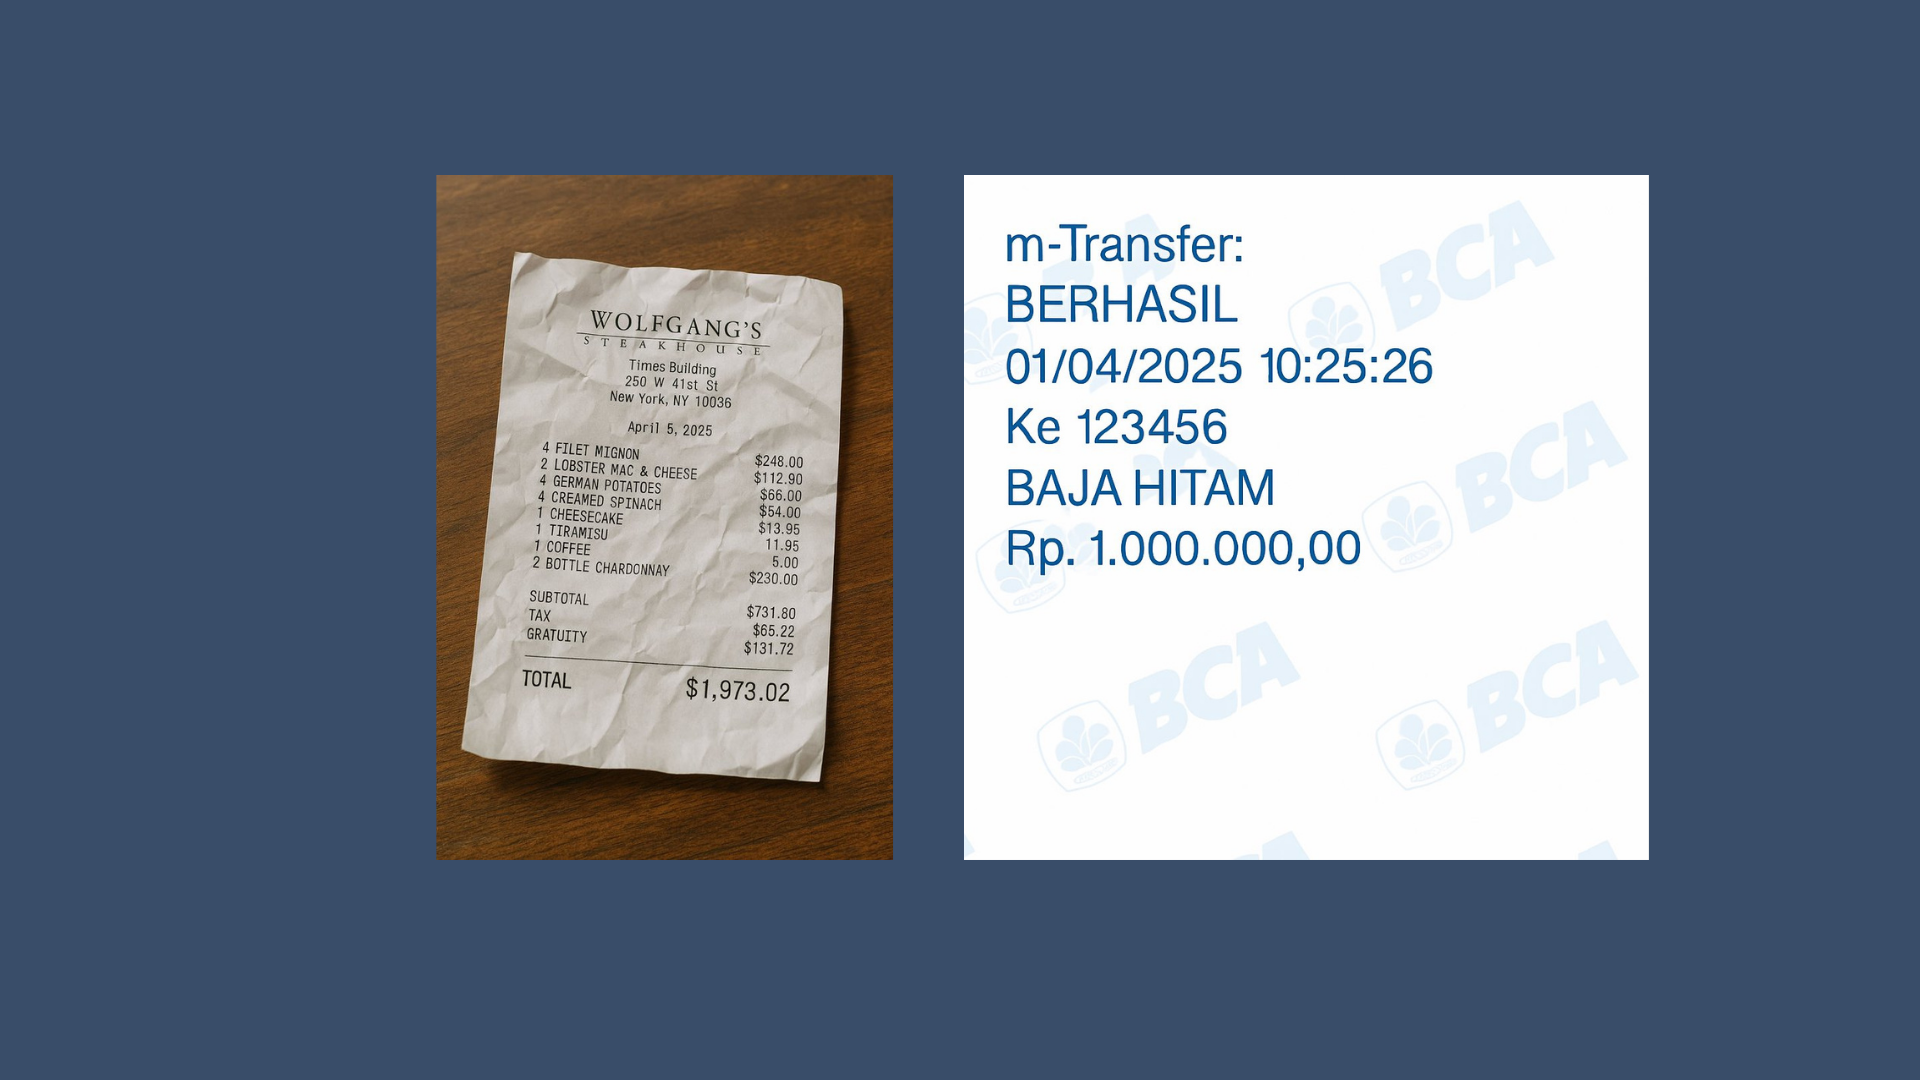 WOLFGANG'S
STEAKHOUSE
Times Building
250 W 41st St
New York, NY 10036
April 5, 2025
4 FILET MIGNON $248.00
2 LOBSTER MAC & CHEESE $112.90
4 GERMAN POTATOES $66.00
4 CREAMED SPINACH $54.00
1 CHEESECAKE $13.95
1 TIRAMISU 11.95
1 COFFEE 5.00
2 BOTTLE CHARDONNAY $230.00
SUBTOTAL $731.80
TAX $65.22
GRATUITY $131.72
TOTAL $1,973.02
m-Transfer:
BERHASIL
01/04/2025 10:25:26
Ke 123456
BAJA HITAM
Rp. 1.000.000,00
BCA
BCA
BCA
BCA